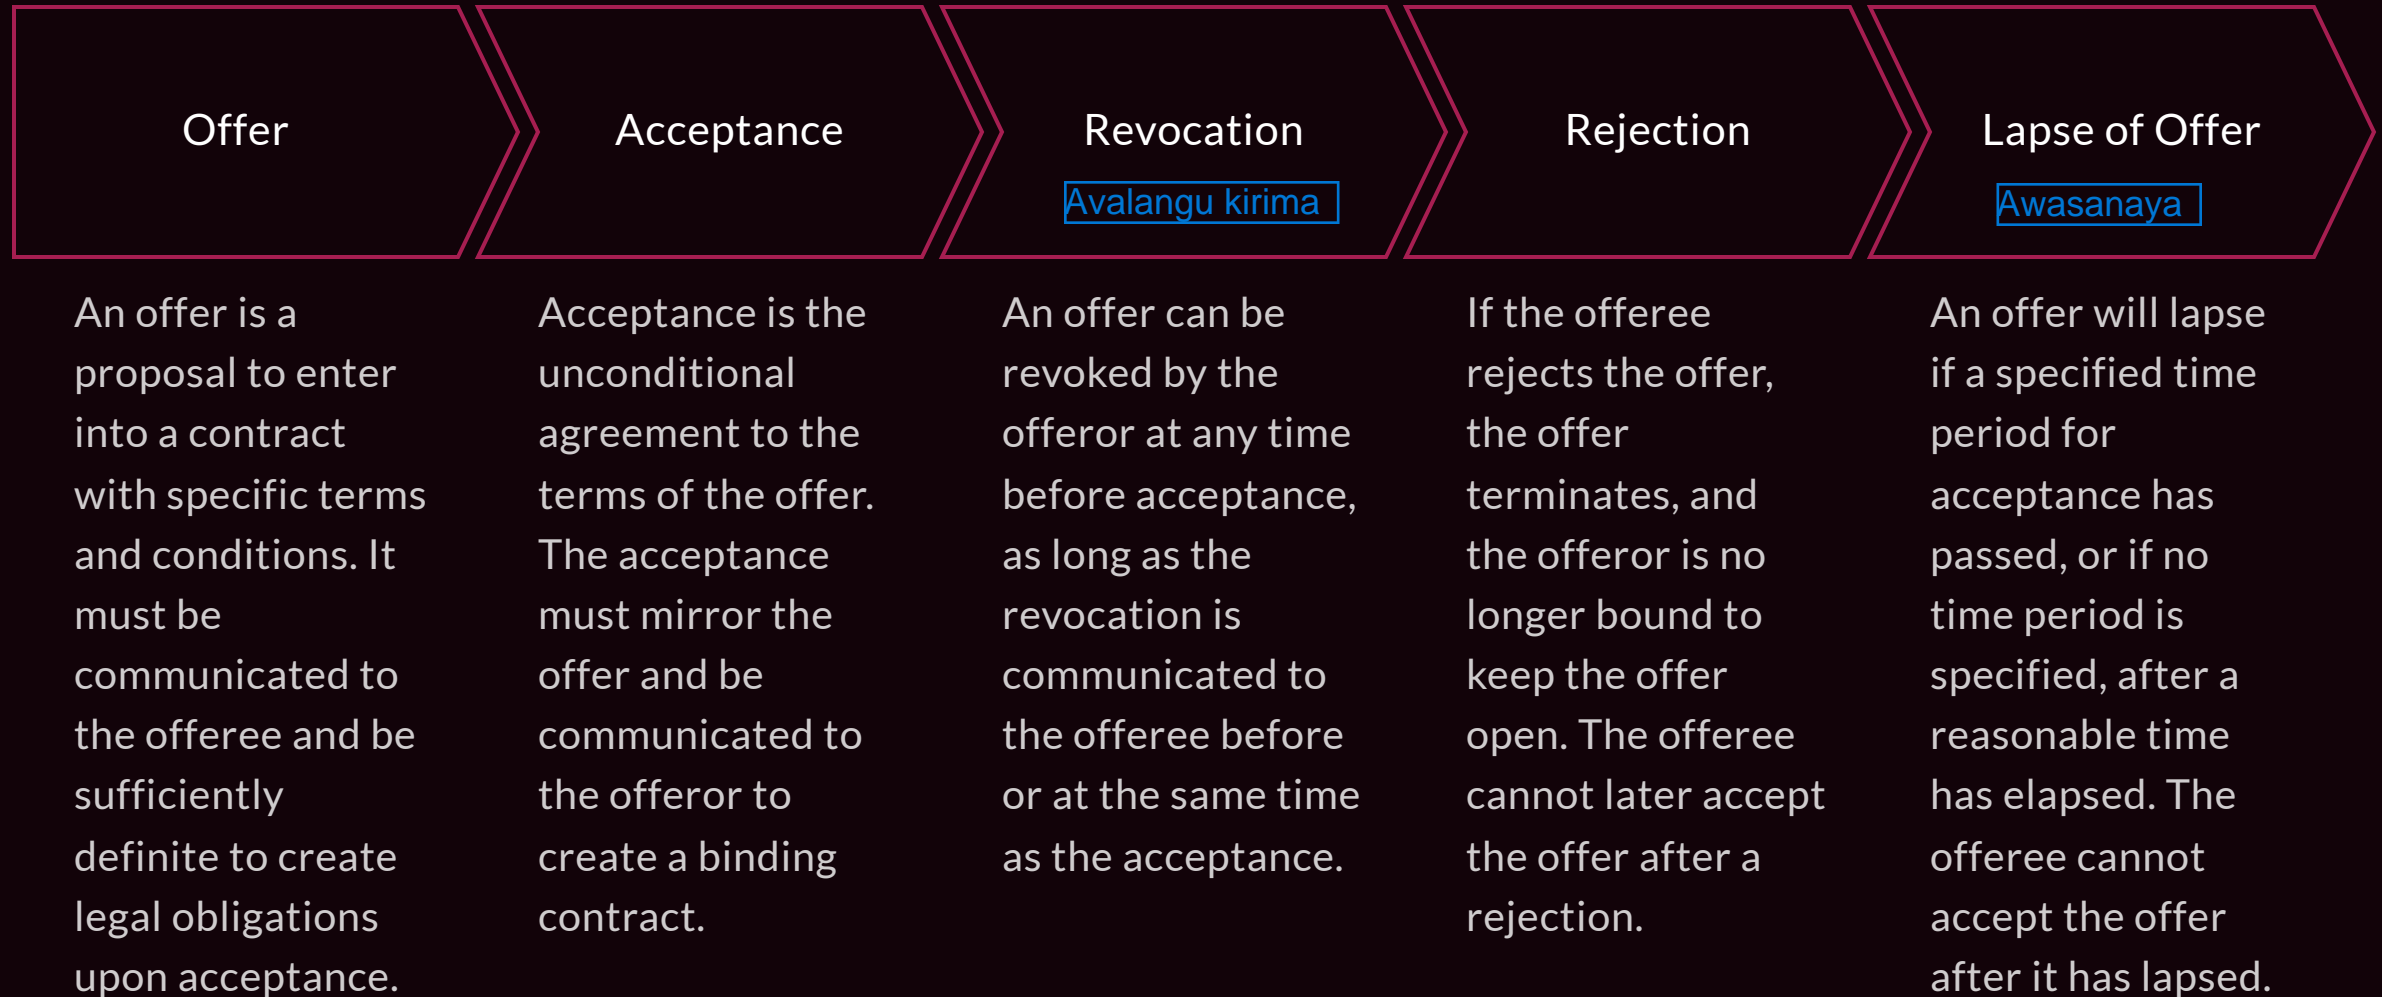 Offer
Acceptance
Revocation
Avalangu kirima
Rejection
Lapse of Offer
Awasanaya
An offer is a
proposal to enter
into a contract
with specific terms
and conditions. It
must be
communicated to
the offeree and be
sufficiently
definite to create
legal obligations
upon acceptance.
Acceptance is the
unconditional
agreement to the
terms of the offer.
The acceptance
must mirror the
offer and be
communicated to
the offeror to
create a binding
contract.
An offer can be
revoked by the
offeror at any time
before acceptance,
as long as the
revocation is
communicated to
the offeree before
or at the same time
as the acceptance.
If the offeree
rejects the offer,
the offer
terminates, and
the offeror is no
longer bound to
keep the offer
open. The offeree
cannot later accept
the offer after a
rejection.
An offer will lapse
if a specified time
period for
acceptance has
passed, or if no
time period is
specified, after a
reasonable time
has elapsed. The
offeree cannot
accept the offer
after it has lapsed.